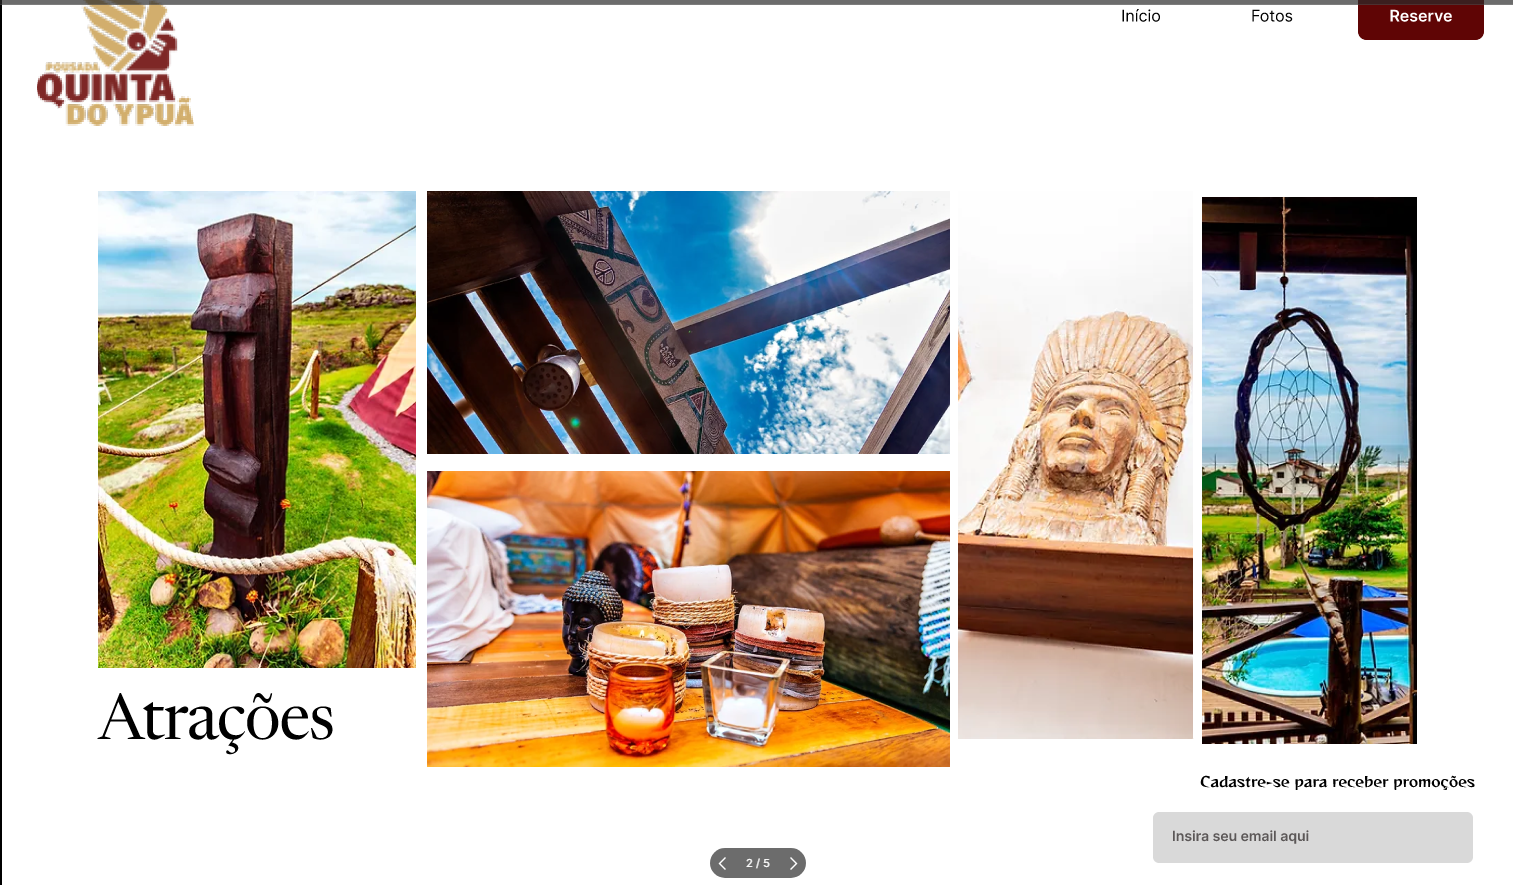 Início
Fotos
Reserve
POUSADA
QUINTA
DO YPUÃ
Atrações
Cadastre-se para receber promoções
Insira seu email aqui
2 / 5